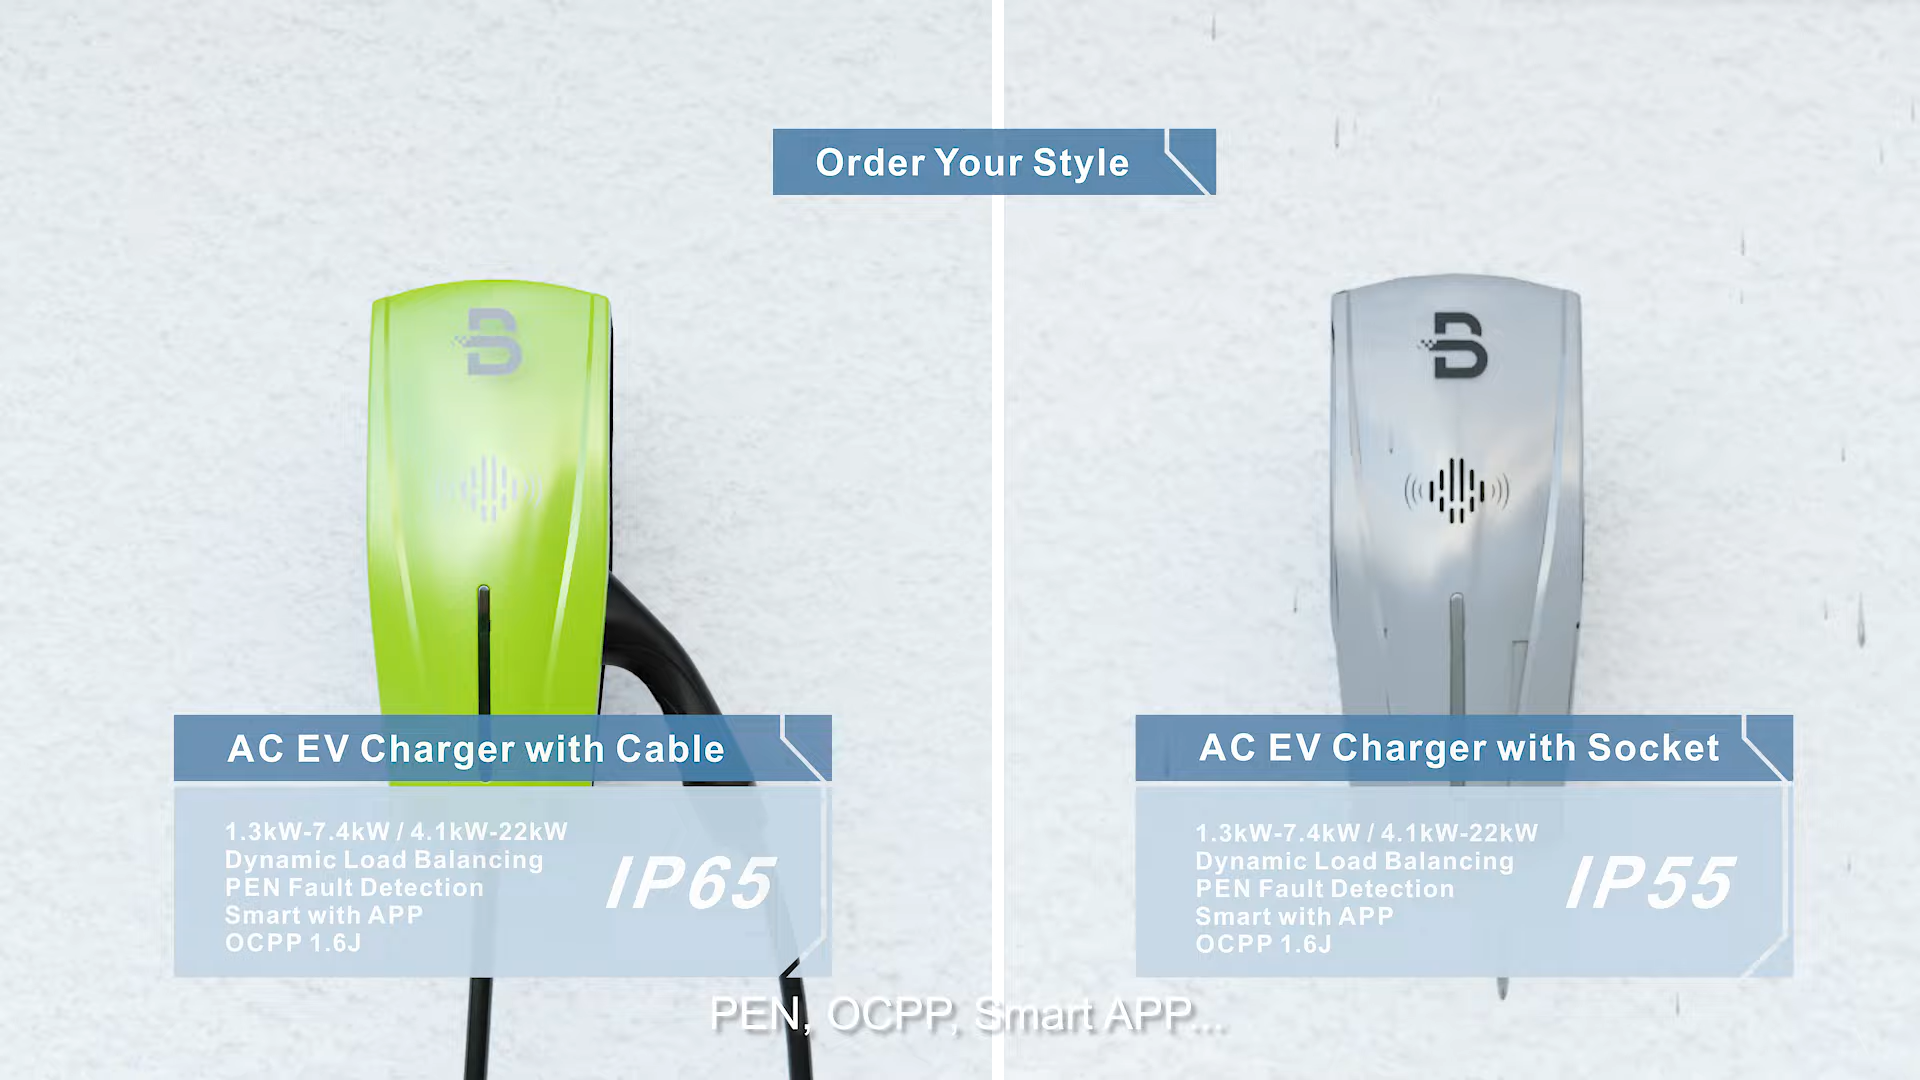 Order Your Style
B
B
AC EV Charger with Cable
1.3kW-7.4kW / 4.1kW-22kW
Dynamic Load Balancing
PEN Fault Detection
Smart with APP
OCPP 1.6J
IP65
AC EV Charger with Socket
1.3kW-7.4kW / 4.1kW-22kW
Dynamic Load Balancing
PEN Fault Detection
Smart with APP
OCPP 1.6J
IP55
PEN, OCPP, Smart APP...